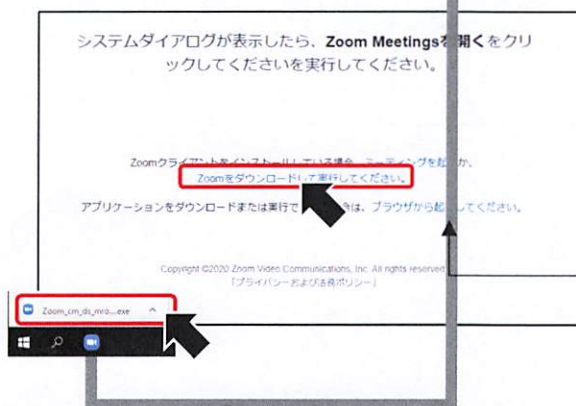 システムダイアログが表示したら、Zoom Meetingsを開くをクリ
ックしてくださいを実行してください。
Zoomクライアントをインストールしている場合、ミーティングを起 か、
Zoomをダウンロードして実行してください。
アプリケーションをダウンロードまたは実行で 合は、ブラウザから起 してください。
Copyright ©2020 Zoom Video Communications, Inc. All rights reserved.
「プライバシーおよび法務ポリシー」
Zoom_cm_ds_mro....exe